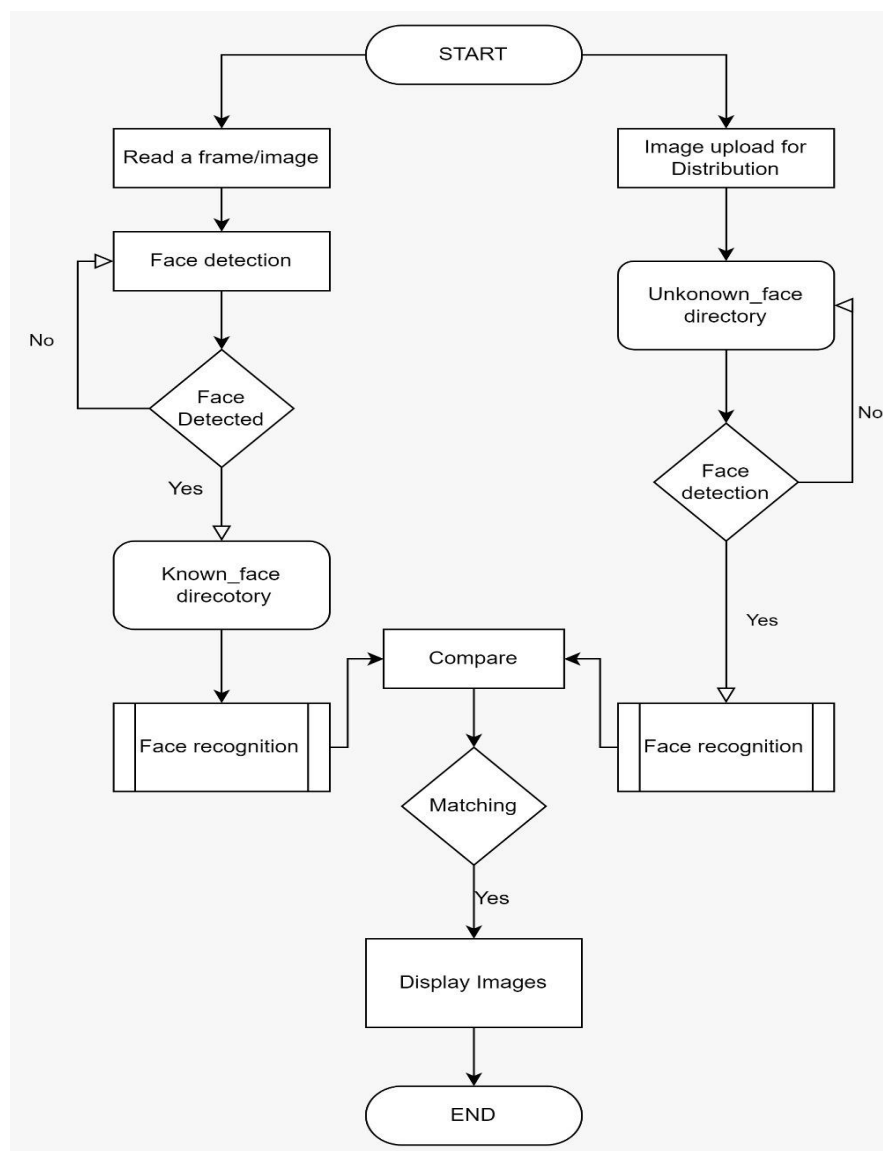 START
Read a frame/image
Image upload for
Distribution
Face detection
Unkonown_face
directory
No
Face
Detected
No
Face
detection
Yes
Known_face
direcotory
Yes
Compare
Face recognition
Face recognition
Matching
Yes
Display Images
END